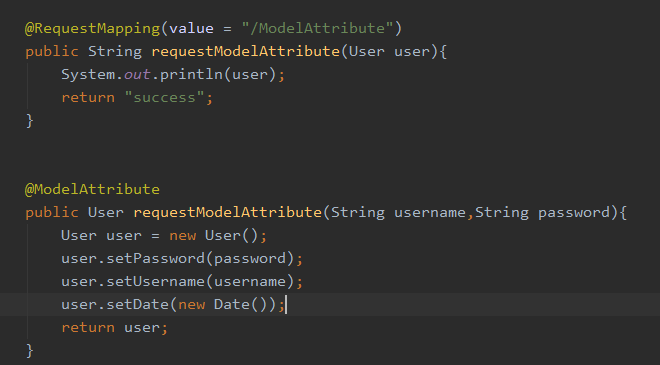 @RequestMapping(value = "/ModelAttribute")
public String requestModelAttribute(User user){
System.out.println(user);
return "success";
}
@ModelAttribute
public User requestModelAttribute(String username,String password){
User user = new User();
user.setPassword(password);
user.setUsername(username);
user.setDate(new Date());
return user;
}